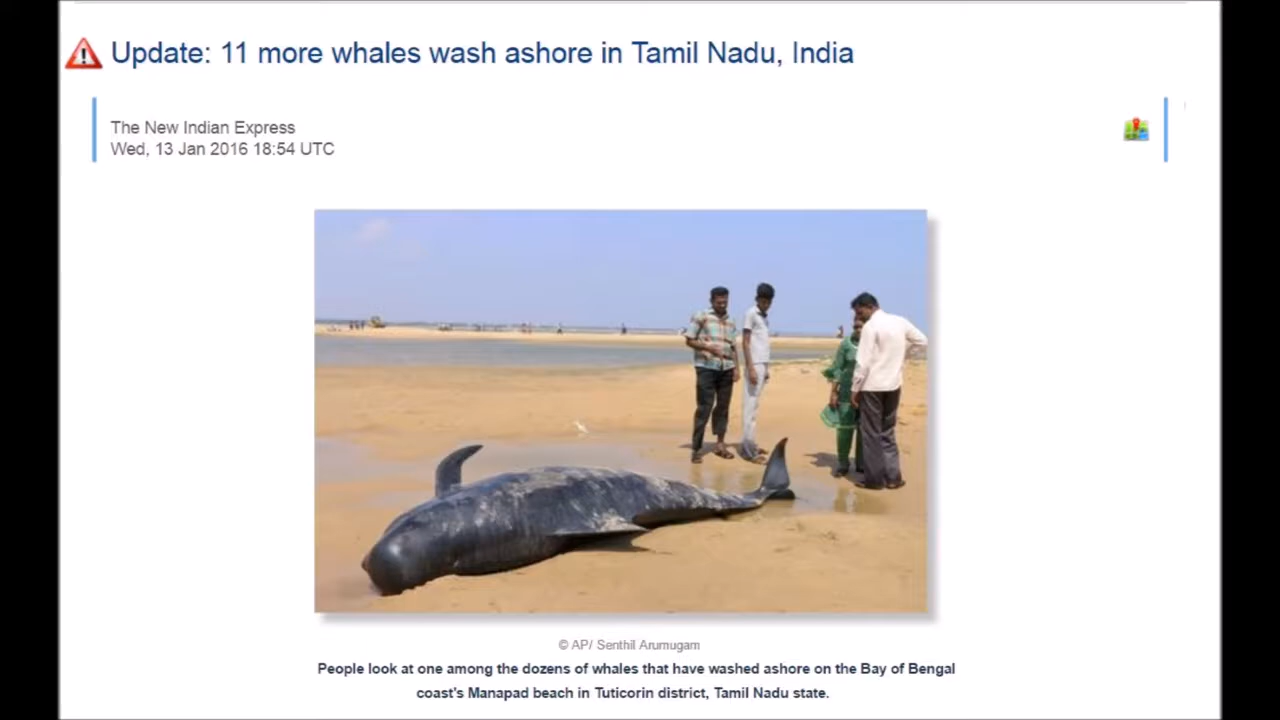 Update: 11 more whales wash ashore in Tamil Nadu, India
The New Indian Express
Wed, 13 Jan 2016 18:54 UTC
© AP/ Senthil Arumugam
People look at one among the dozens of whales that have washed ashore on the Bay of Bengal
coast's Manapad beach in Tuticorin district, Tamil Nadu state.